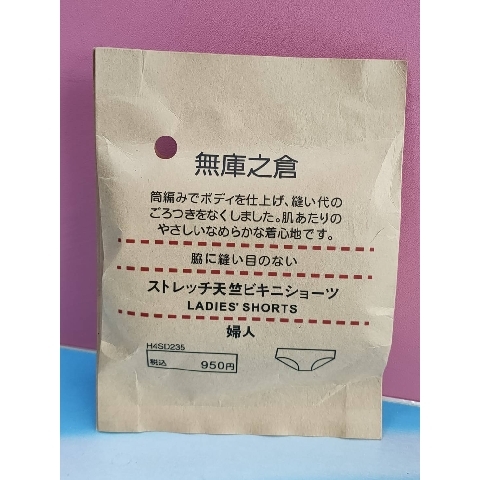 無庫之倉
筒編みでボディを仕上げ、縫い代の
ごろつきをなくしました。肌あたりの
やさしいなめらかな着心地です。
脇に縫い目のない
ストレッチ天竺ビキニショーツ
LADIES' SHORTS
婦人
H4SD235
税込 950円